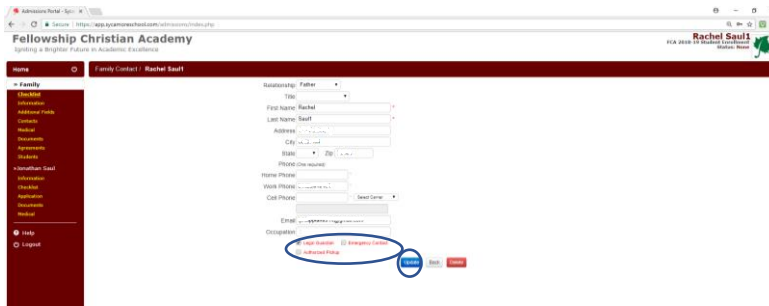 Admissions Portal - Syca
Secure https://app.sycamoreschool.com/admissions/index.php
Fellowship Christian Academy
Igniting a Brighter Future in Academic Excellence
Rachel Saul1
FCA 2018-19 Student Enrollment
Status: None
Home
Family Contact / Rachel Saul1
Family
Checklist
Information
Additional Fields
Contacts
Medical
Documents
Agreements
Students
Jonathan Saul
Information
Checklist
Application
Documents
Medical
Help
Logout
Relationship Father
Title
First Name Rachel *
Last Name Saul1 *
Address
City
State Zip
Phone (One required)
Home Phone
Work Phone
Cell Phone Select Carrier
Email
Occupation
Login Guardian Emergency Contact
Authorized Pickup
Update Back Delete